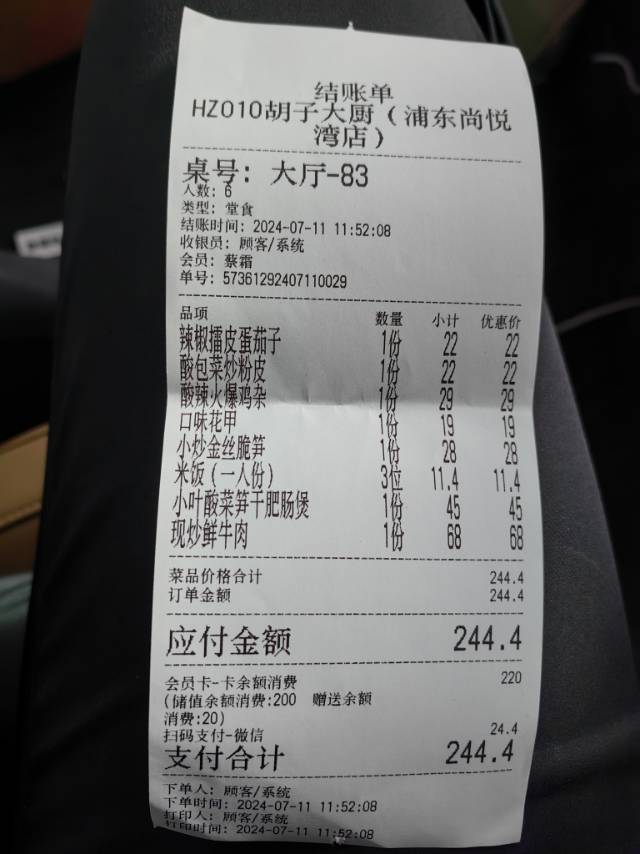 结账单
HZ010胡子大厨（浦东尚悦
湾店）
桌号：大厅-83
人数：6
类型：堂食
结账时间：2024-07-11 11:52:08
收银员：顾客/系统
会员：蔡霜
单号：57361292407110029
品项 数量 小计 优惠价
辣椒擂皮蛋茄子 1份 22 22
酸包菜炒粉皮 1份 22 22
酸辣火爆鸡杂 1份 29 29
口味花甲 1份 19 19
小炒金丝脆笋 1份 28 28
米饭（一人份） 3位 11.4 11.4
小叶酸菜笋干肥肠煲 1份 45 45
现炒鲜牛肉 1份 68 68
菜品价格合计 244.4
订单金额 244.4
应付金额 244.4
会员卡-卡余额消费 220
(储值余额消费:200 赠送余额
消费:20)
扫码支付-微信 24.4
支付合计 244.4
下单人：顾客/系统
下单时间：2024-07-11 11:52:08
打印人：顾客/系统
打印时间：2024-07-11 11:52:08